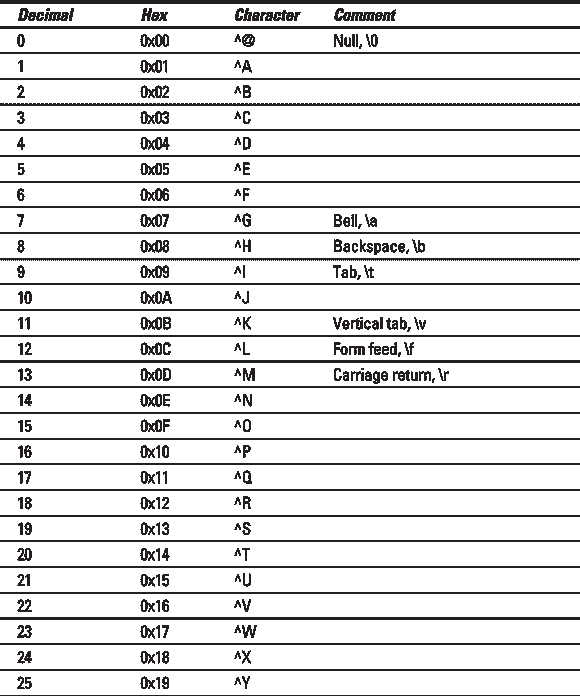 Decimal Hex Character Comment
0 0x00 ^@ Null, \0
1 0x01 ^A
2 0x02 ^B
3 0x03 ^C
4 0x04 ^D
5 0x05 ^E
6 0x06 ^F
7 0x07 ^G Bell, \a
8 0x08 ^H Backspace, \b
9 0x09 ^I Tab, \t
10 0x0A ^J
11 0x0B ^K Vertical tab, \v
12 0x0C ^L Form feed, \f
13 0x0D ^M Carriage return, \r
14 0x0E ^N
15 0x0F ^O
16 0x10 ^P
17 0x11 ^Q
18 0x12 ^R
19 0x13 ^S
20 0x14 ^T
21 0x15 ^U
22 0x16 ^V
23 0x17 ^W
24 0x18 ^X
25 0x19 ^Y